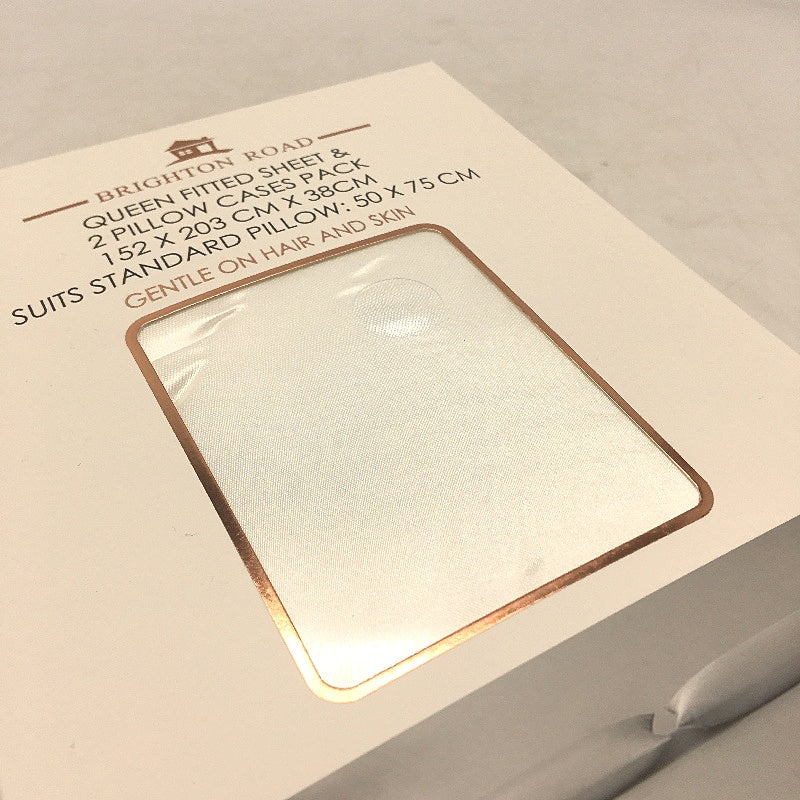 BRIGHTON ROAD
QUEEN FITTED SHEET &
2 PILLOW CASES PACK
152 X 203 CM X 38CM
SUITS STANDARD PILLOW: 50 X 75 CM
GENTLE ON HAIR AND SKIN